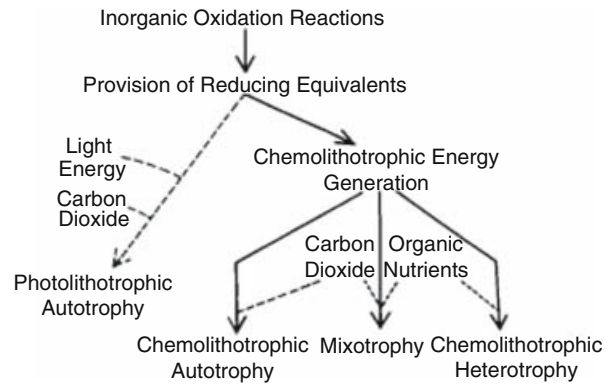 Inorganic Oxidation Reactions
Provision of Reducing Equivalents
Light
Energy
Carbon
Dioxide
Chemolithotrophic Energy
Generation
Photolithotrophic
Autotrophy
Carbon Organic
Dioxide Nutrients
Chemolithotrophic Mixotrophy Chemolithotrophic
Autotrophy Heterotrophy